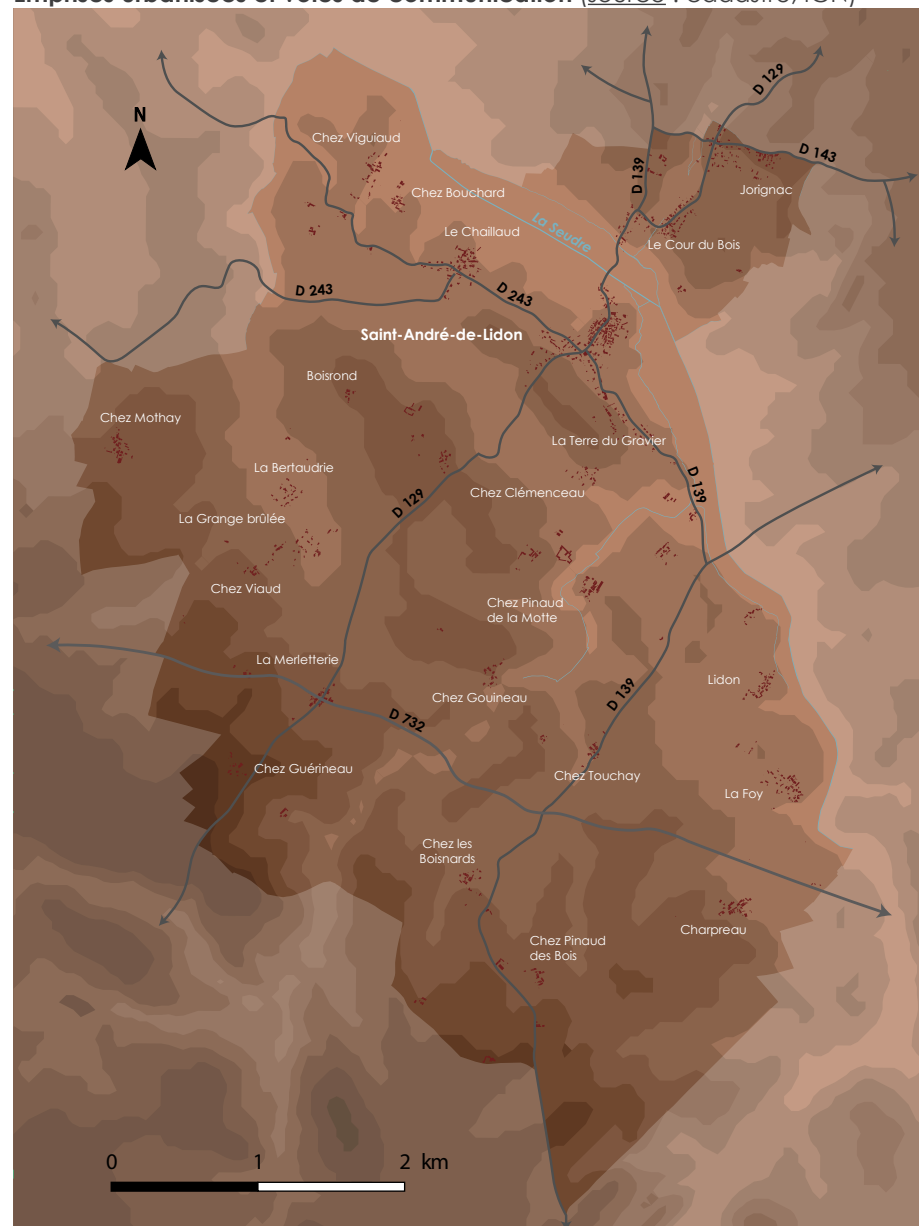 Emprises urbanisées et voies de communication (Source : Cadastre/IGN)
N
D 129
Chez Viguiaud
D 139
D 143
Chez Bouchard
Jorignac
La Seudre
Le Chaillaud
Le Cour du Bois
D 243
D 243
Saint-André-de-Lidon
Boisrond
Chez Mothay
La Terre du Gravier
La Bertaudrie
Chez Clémenceau
D 129
D 139
La Grange brûlée
Chez Viaud
Chez Pinaud
de la Motte
La Merletterie
Lidon
Chez Gouineau
D 139
D 732
Chez Guérineau
Chez Touchay
La Foy
Chez les
Boisnards
Charpreau
Chez Pinaud
des Bois
0 1 2 km